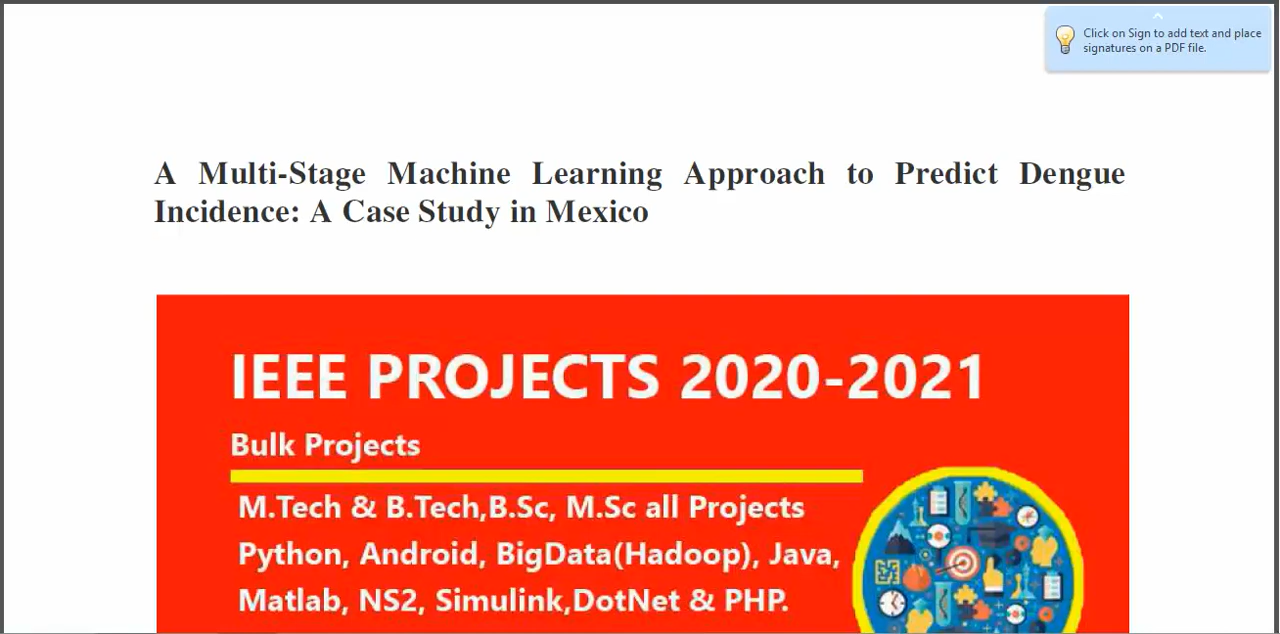 Click on Sign to add text and place
signatures on a PDF file.
A Multi-Stage Machine Learning Approach to Predict Dengue
Incidence: A Case Study in Mexico
IEEE PROJECTS 2020-2021
Bulk Projects
M.Tech & B.Tech,B.Sc, M.Sc all Projects
Python, Android, BigData(Hadoop), Java,
Matlab, NS2, Simulink,DotNet & PHP.